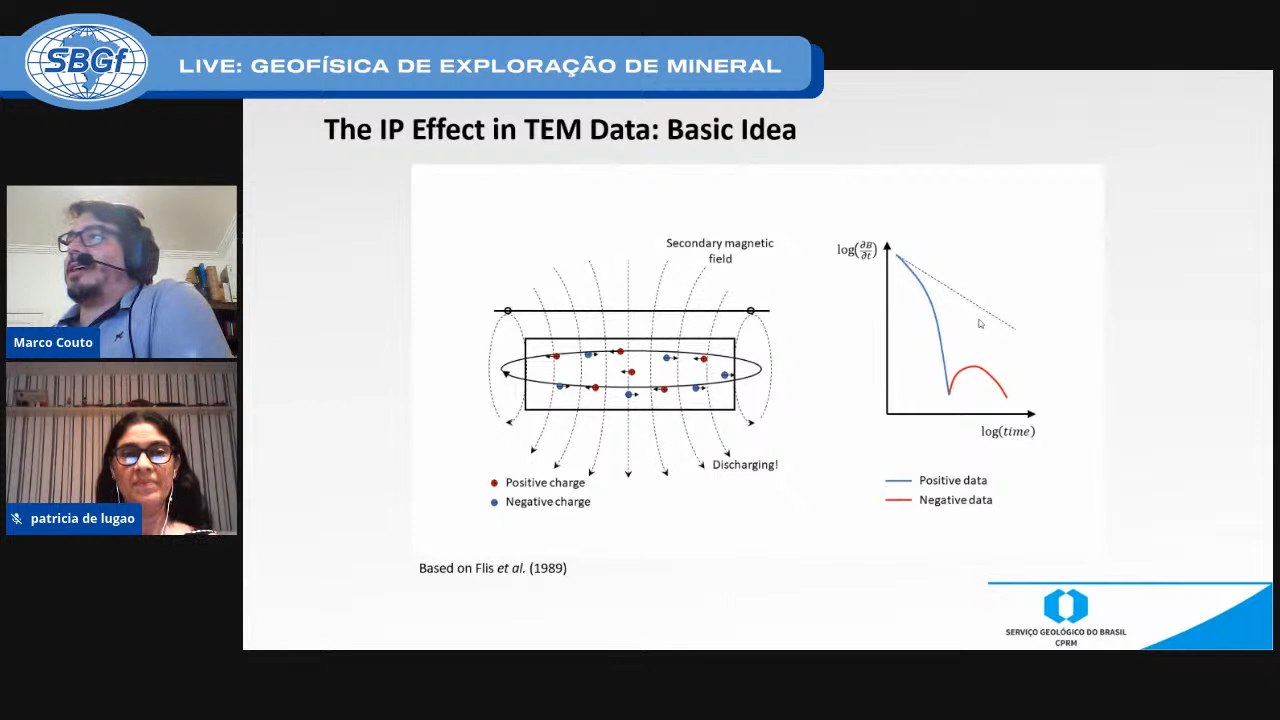 SBGf
LIVE: GEOFÍSICA DE EXPLORAÇÃO DE MINERAL
The IP Effect in TEM Data: Basic Idea
Marco Couto
patricia de lugao
Secondary magnetic
field
Discharging!
Positive charge
Negative charge
log(∂B/∂t)
log(time)
Positive data
Negative data
Based on Flis et al. (1989)
SERVIÇO GEOLÓGICO DO BRASIL
CPRM